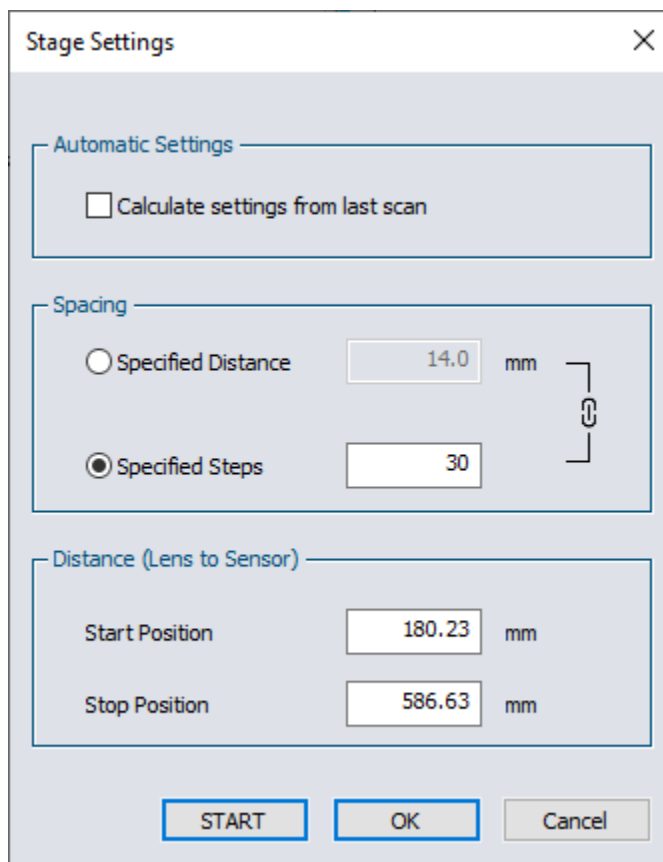 Stage Settings
Automatic Settings
Calculate settings from last scan
Spacing
Specified Distance 14.0 mm
Specified Steps 30
Distance (Lens to Sensor)
Start Position 180.23 mm
Stop Position 586.63 mm
START OK Cancel